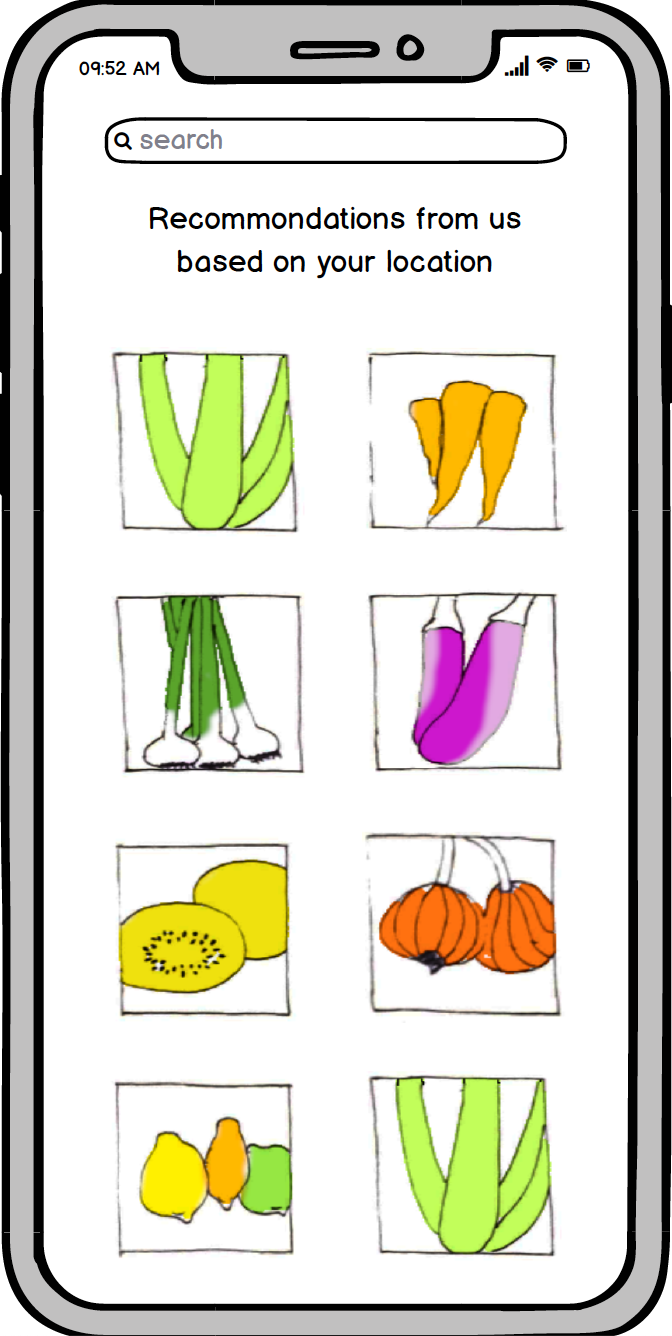 09:52 AM
search
Recommondations from us
based on your location